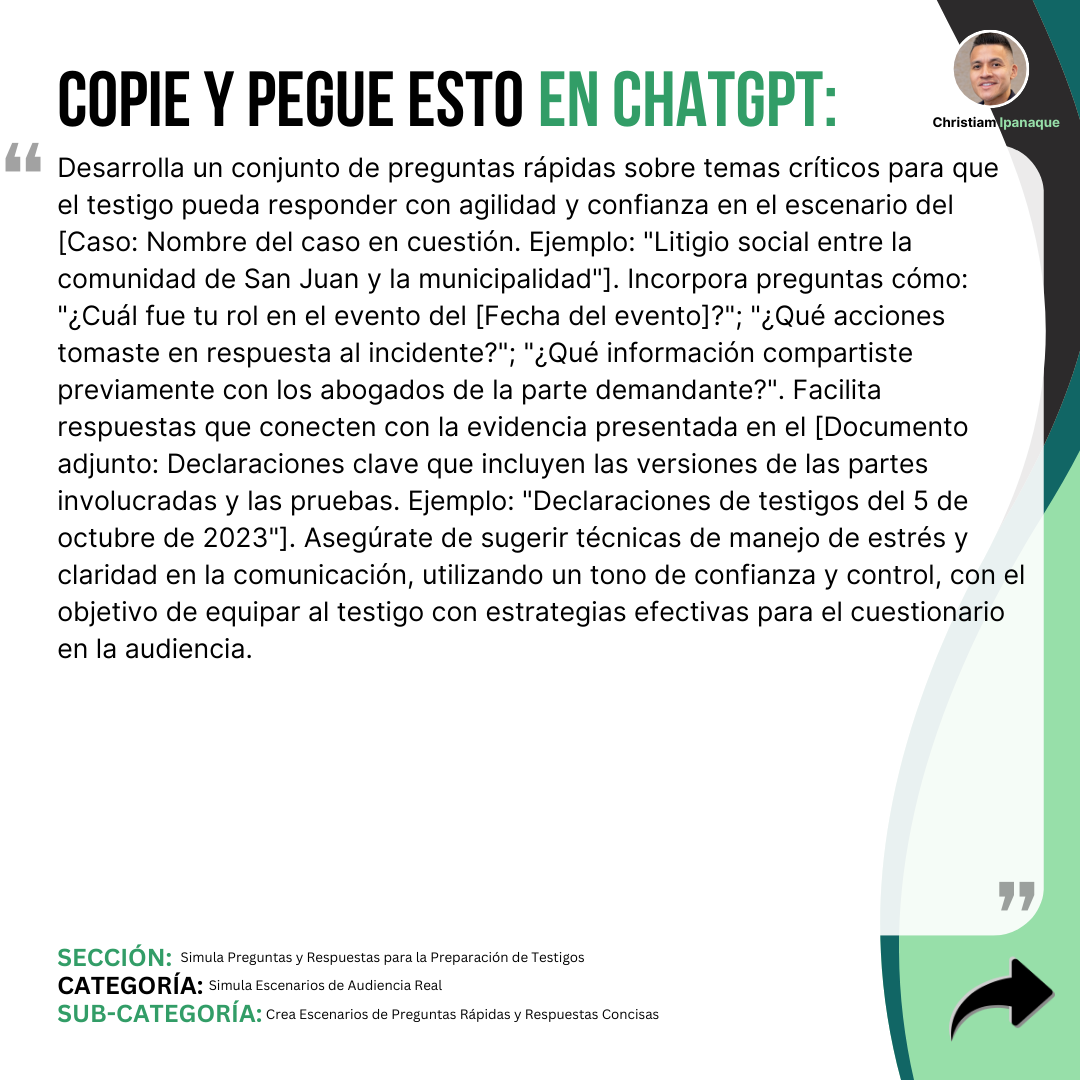 COPIE Y PEGUE ESTO EN CHATGPT:
Christiam Ipanaque
“
Desarrolla un conjunto de preguntas rápidas sobre temas críticos para que
el testigo pueda responder con agilidad y confianza en el escenario del
[Caso: Nombre del caso en cuestión. Ejemplo: "Litigio social entre la
comunidad de San Juan y la municipalidad"]. Incorpora preguntas cómo:
"¿Cuál fue tu rol en el evento del [Fecha del evento]?"; "¿Qué acciones
tomaste en respuesta al incidente?"; "¿Qué información compartiste
previamente con los abogados de la parte demandante?". Facilita
respuestas que conecten con la evidencia presentada en el [Documento
adjunto: Declaraciones clave que incluyen las versiones de las partes
involucradas y las pruebas. Ejemplo: "Declaraciones de testigos del 5 de
octubre de 2023"]. Asegúrate de sugerir técnicas de manejo de estrés y
claridad en la comunicación, utilizando un tono de confianza y control, con el
objetivo de equipar al testigo con estrategias efectivas para el cuestionario
en la audiencia.
”
SECCIÓN: Simula Preguntas y Respuestas para la Preparación de Testigos
CATEGORÍA: Simula Escenarios de Audiencia Real
SUB-CATEGORÍA: Crea Escenarios de Preguntas Rápidas y Respuestas Concisas